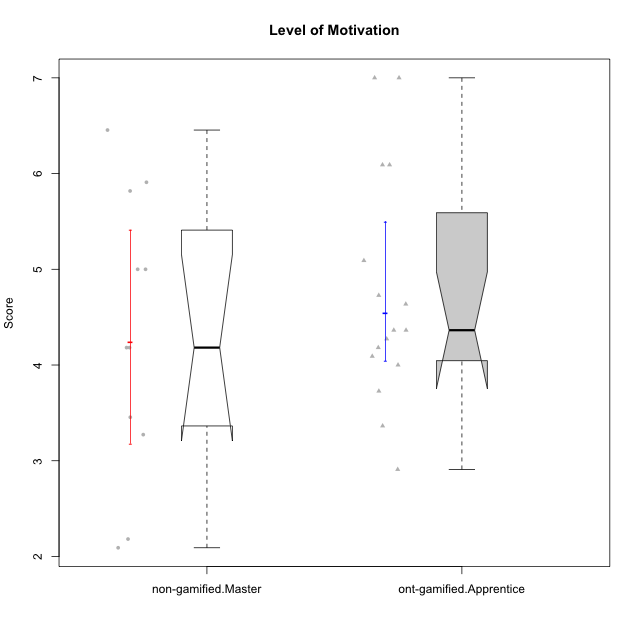 Level of Motivation
Score
7
6
5
4
3
2
non-gamified.Master
ont-gamified.Apprentice